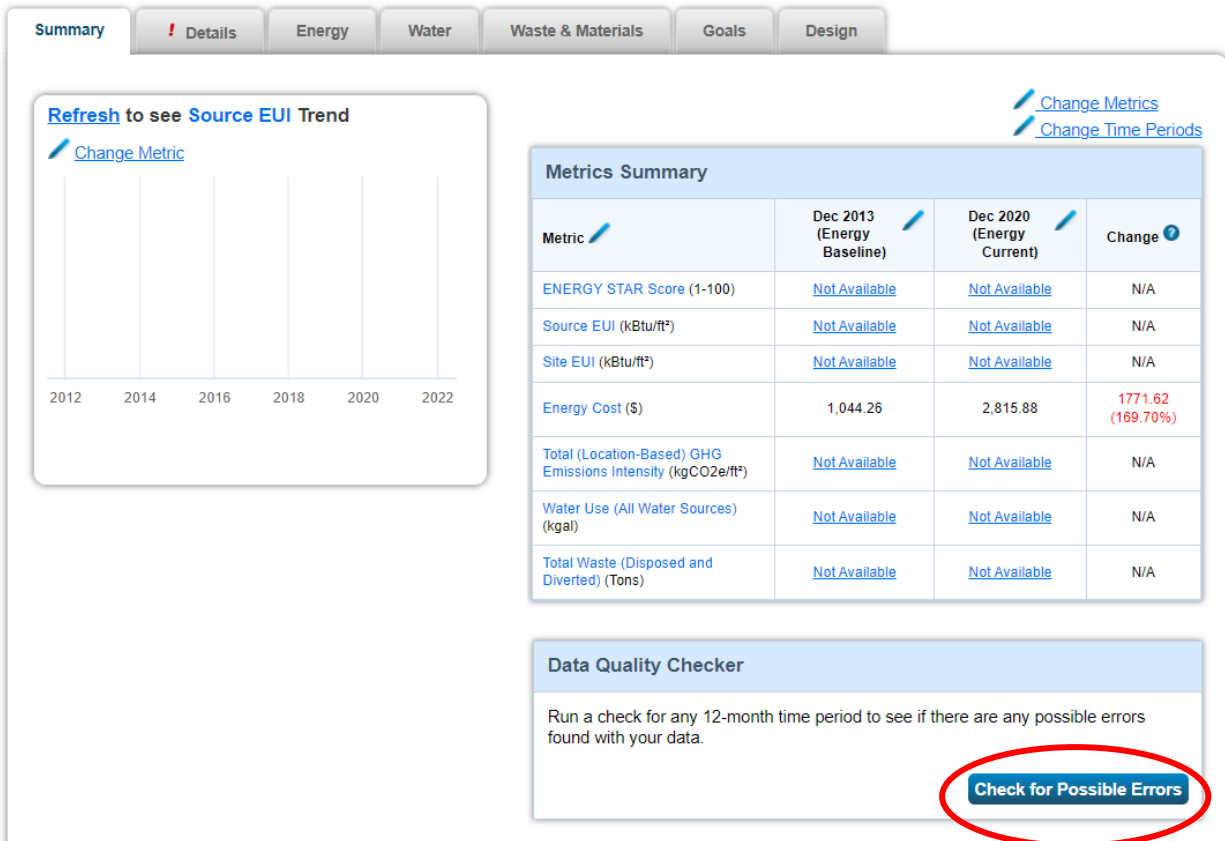 Summary
! Details
Energy
Water
Waste & Materials
Goals
Design
Refresh to see Source EUI Trend
Change Metric
2012 2014 2016 2018 2020 2022
Change Metrics
Change Time Periods
Metrics Summary
Metric
Dec 2013
(Energy
Baseline)
Dec 2020
(Energy
Current)
Change ?
ENERGY STAR Score (1-100) Not Available Not Available N/A
Source EUI (kBtu/ft²) Not Available Not Available N/A
Site EUI (kBtu/ft²) Not Available Not Available N/A
Energy Cost ($) 1,044.26 2,815.88 1771.62
(169.70%)
Total (Location-Based) GHG
Emissions Intensity (kgCO2e/ft²) Not Available Not Available N/A
Water Use (All Water Sources)
(kgal) Not Available Not Available N/A
Total Waste (Disposed and
Diverted) (Tons) Not Available Not Available N/A
Data Quality Checker
Run a check for any 12-month time period to see if there are any possible errors
found with your data.
Check for Possible Errors